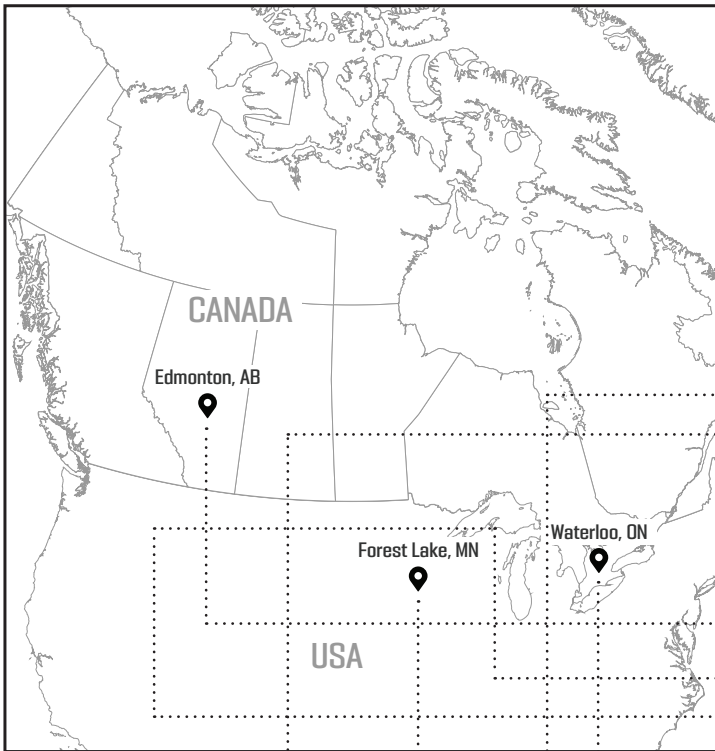 CANADA
Edmonton, AB
Waterloo, ON
Forest Lake, MN
USA